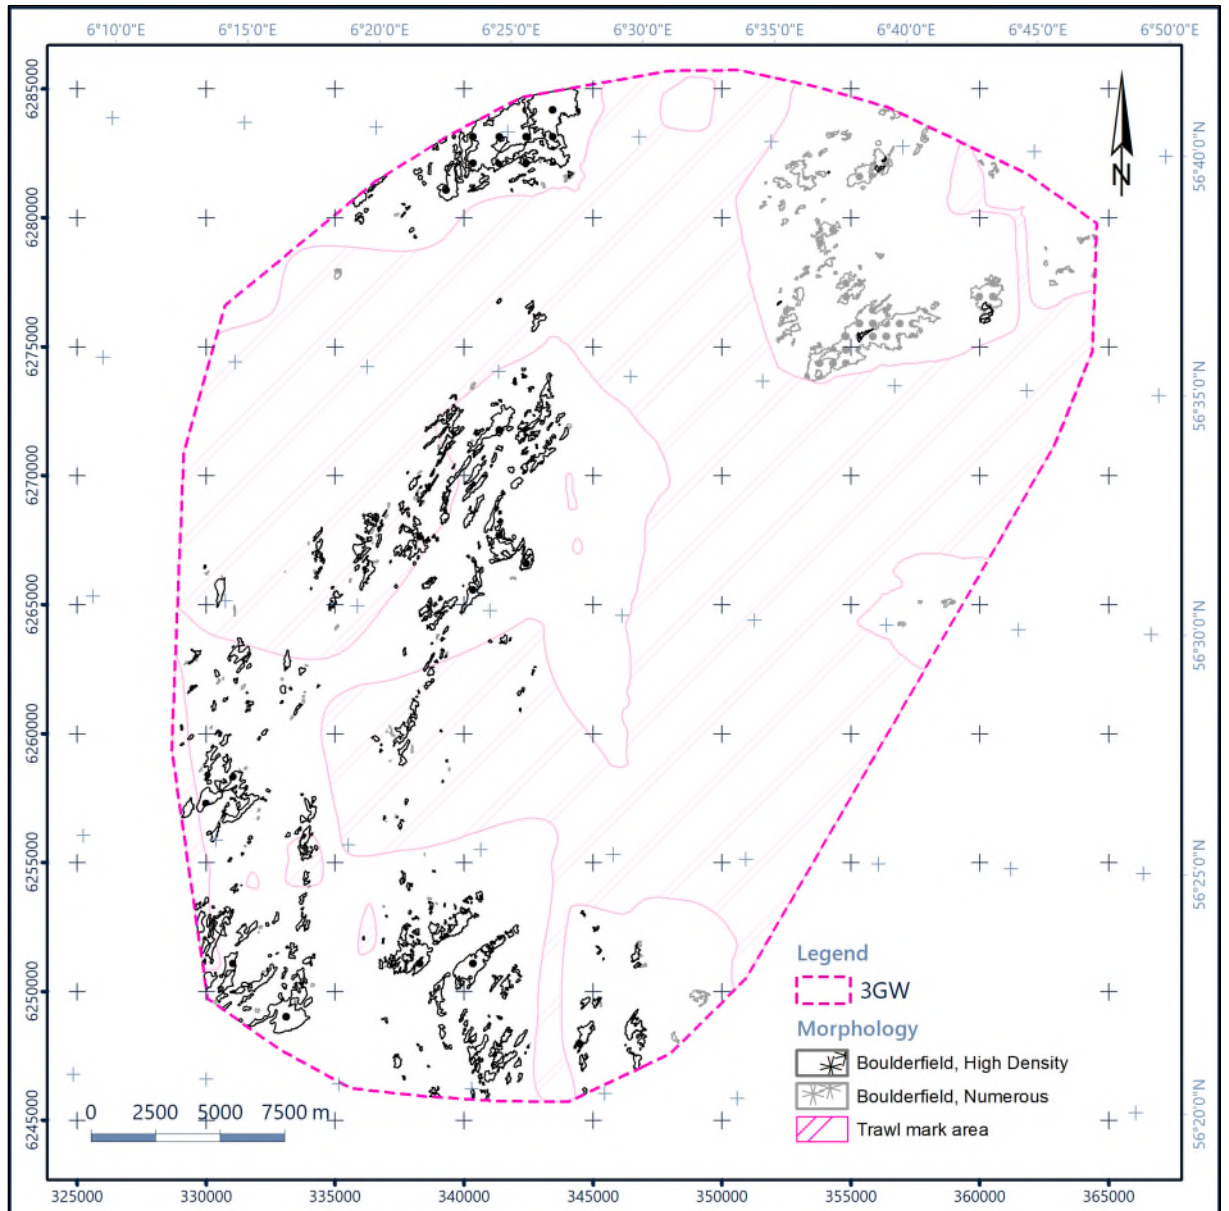 6°10'0"E 6°15'0"E 6°20'0"E 6°25'0"E 6°30'0"E 6°35'0"E 6°40'0"E 6°45'0"E 6°50'0"E
6285000
6280000
6275000
6270000
6265000
6260000
6255000
6250000
6245000
N
56°40'0"N
56°35'0"N
56°30'0"N
56°25'0"N
56°20'0"N
Legend
3GW
Morphology
Boulderfield, High Density
Boulderfield, Numerous
Trawl mark area
0 2500 5000 7500 m
325000 330000 335000 340000 345000 350000 355000 360000 365000